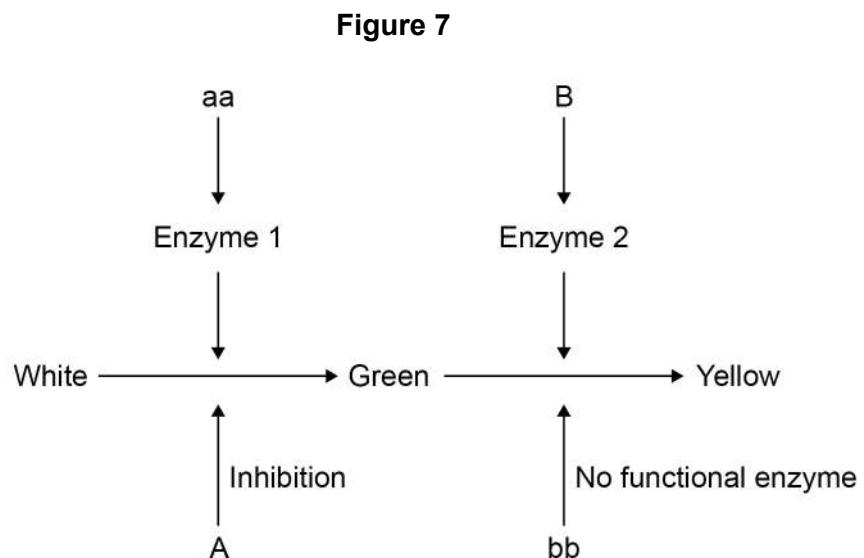 Figure 7
aa B
Enzyme 1 Enzyme 2
White Green Yellow
Inhibition No functional enzyme
A bb